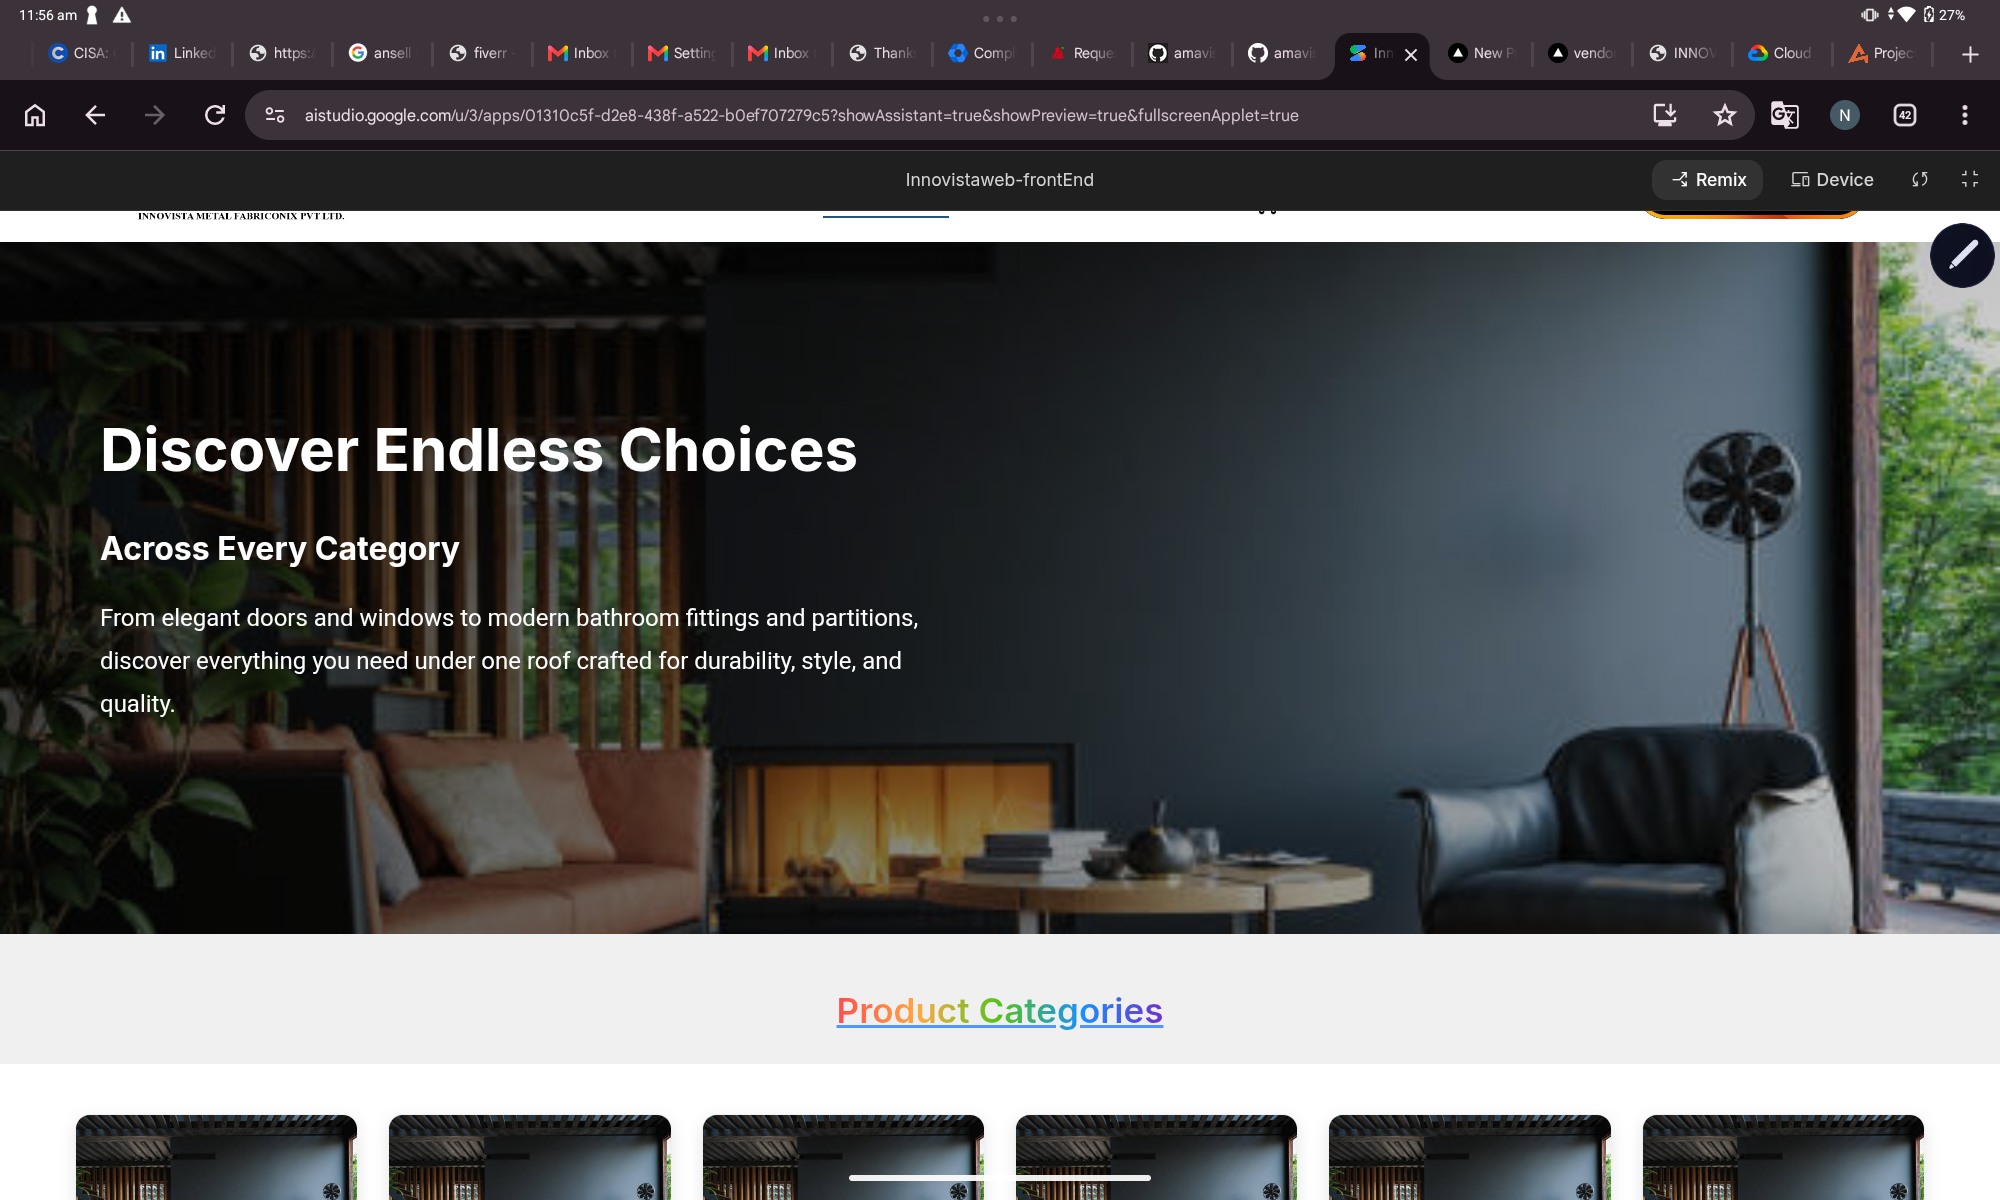 11:56 am
27%
CISA:
Linked
https:/
ansell
fiverr
Inbox
Setting
Inbox
Thank
Compl
Reque
amavis
amavis
Inn
New P
vendo
INNOV
Cloud
Projec
aistudio.google.com/u/3/apps/01310c5f-d2e8-438f-a522-b0ef707279c5?showAssistant=true&showPreview=true&fullscreenApplet=true
N
42
Innovistaweb-frontEnd
Remix
Device
INNOVISTA METAL FABRICONIX PVT LTD.
Discover Endless Choices
Across Every Category
From elegant doors and windows to modern bathroom fittings and partitions,
discover everything you need under one roof crafted for durability, style, and
quality.
Product Categories